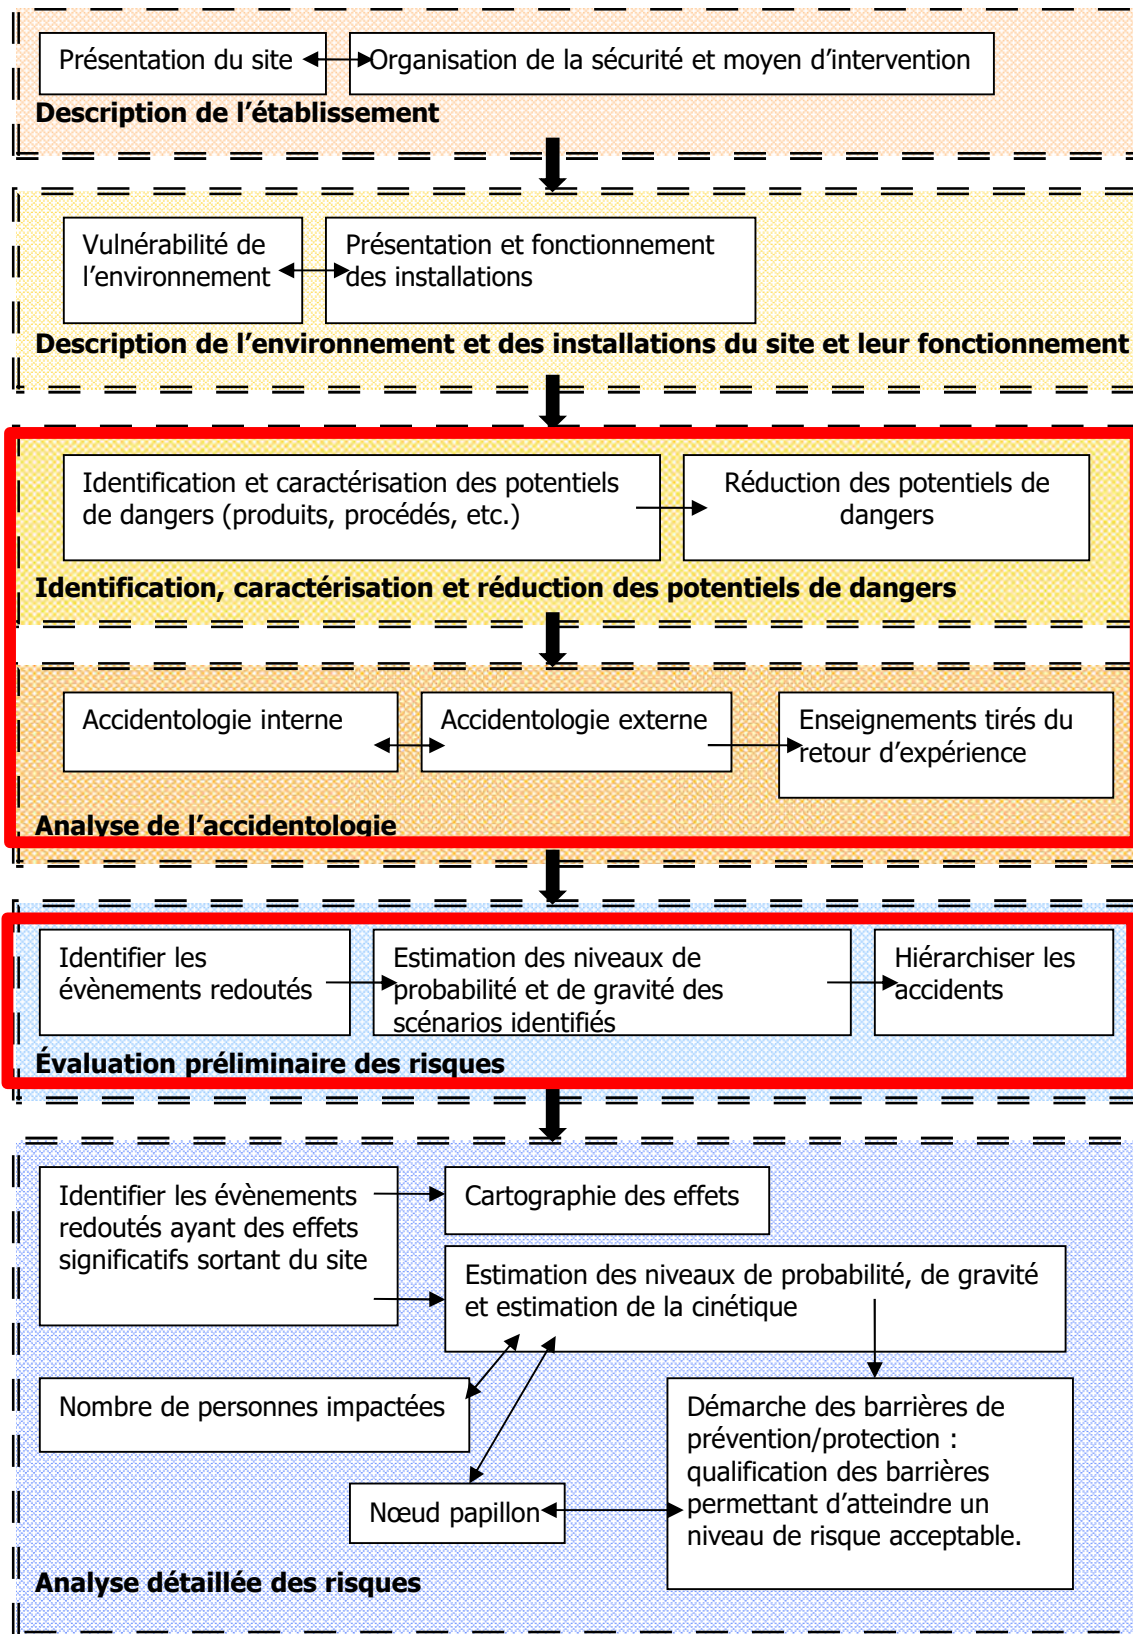 Présentation du site
Organisation de la sécurité et moyen d’intervention
Description de l’établissement
Vulnérabilité de
l’environnement
Présentation et fonctionnement
des installations
Description de l’environnement et des installations du site et leur fonctionnement
Identification et caractérisation des potentiels
de dangers (produits, procédés, etc.)
Réduction des potentiels de
dangers
Identification, caractérisation et réduction des potentiels de dangers
Accidentologie interne
Accidentologie externe
Enseignements tirés du
retour d’expérience
Analyse de l’accidentologie
Identifier les
évènements redoutés
Estimation des niveaux de
probabilité et de gravité des
scénarios identifiés
Hiérarchiser les
accidents
Évaluation préliminaire des risques
Identifier les évènements
redoutés ayant des effets
significatifs sortant du site
Cartographie des effets
Estimation des niveaux de probabilité, de gravité
et estimation de la cinétique
Nombre de personnes impactées
Démarche des barrières de
prévention/protection :
qualification des barrières
permettant d’atteindre un
niveau de risque acceptable.
Nœud papillon
Analyse détaillée des risques